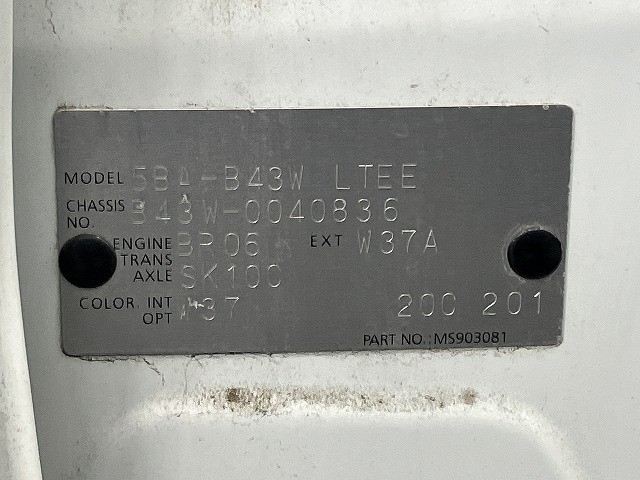 MODEL 5BA-B43W LTEE
CHASSIS NO. B43W-0040836
ENGINE BR06 EXT W37A
TRANS AXLE SK100
COLOR INT A37
OPT 200 201
PART NO. MS903081